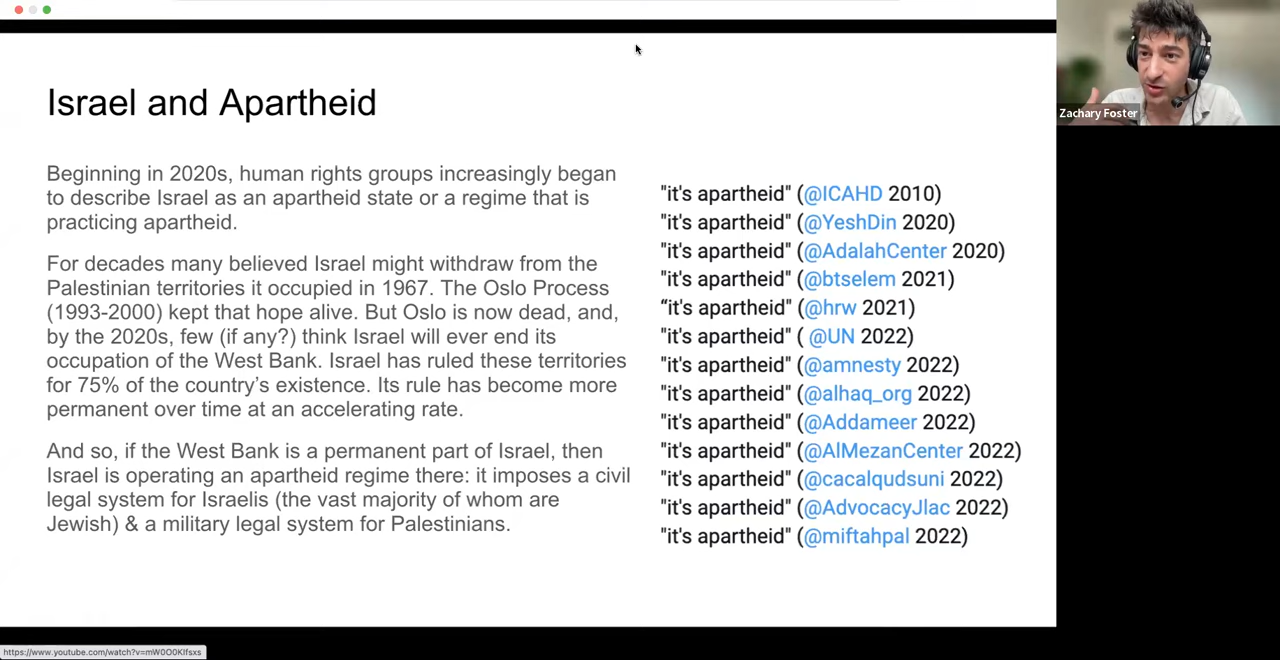 Israel and Apartheid
Beginning in 2020s, human rights groups increasingly began
to describe Israel as an apartheid state or a regime that is
practicing apartheid.
For decades many believed Israel might withdraw from the
Palestinian territories it occupied in 1967. The Oslo Process
(1993-2000) kept that hope alive. But Oslo is now dead, and,
by the 2020s, few (if any?) think Israel will ever end its
occupation of the West Bank. Israel has ruled these territories
for 75% of the country’s existence. Its rule has become more
permanent over time at an accelerating rate.
And so, if the West Bank is a permanent part of Israel, then
Israel is operating an apartheid regime there: it imposes a civil
legal system for Israelis (the vast majority of whom are
Jewish) & a military legal system for Palestinians.
"it's apartheid" (@ICAHD 2010)
"it's apartheid" (@YeshDin 2020)
"it's apartheid" (@AdalahCenter 2020)
"it's apartheid" (@btselem 2021)
“it's apartheid" (@hrw 2021)
"it's apartheid" ( @UN 2022)
"it's apartheid" (@amnesty 2022)
"it's apartheid" (@alhaq_org 2022)
"it's apartheid" (@Addameer 2022)
"it's apartheid" (@AlMezanCenter 2022)
"it's apartheid" (@cacalqudsuni 2022)
"it's apartheid" (@AdvocacyJlac 2022)
"it's apartheid" (@miftahpal 2022)
Zachary Foster
https://www.youtube.com/watch?v=mW0O0KIfsxs